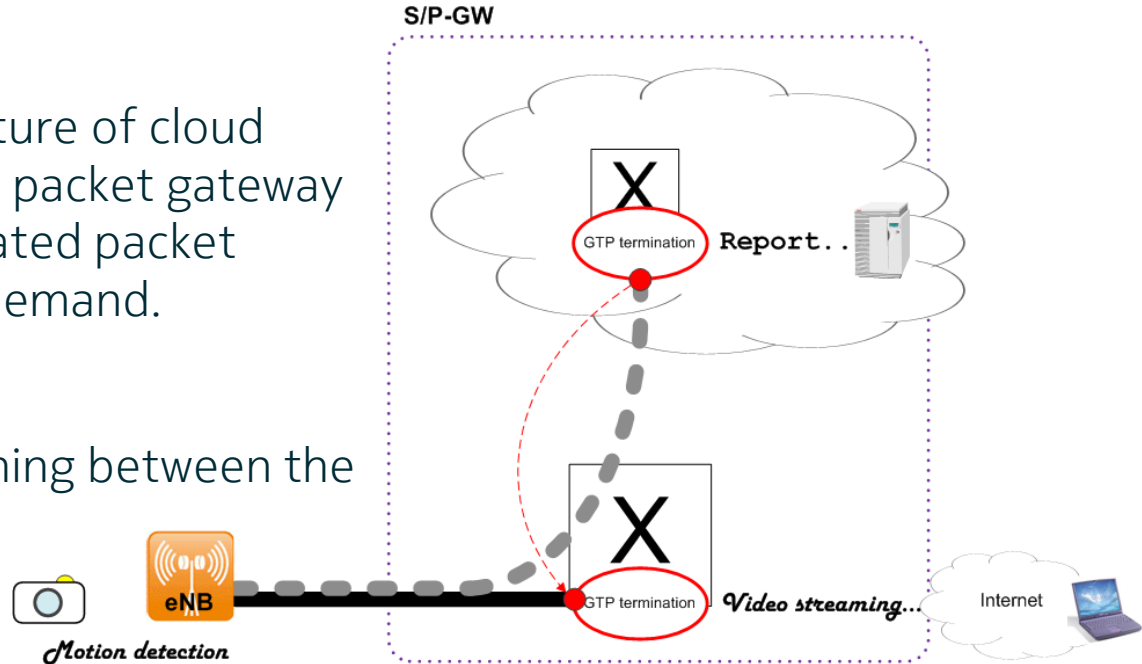 S/P-GW
ture of cloud
packet gateway
ated packet
emand.
X
GTP termination
Report..
ning between the
X
GTP termination
Video streaming...
Internet
eNB
Motion detection